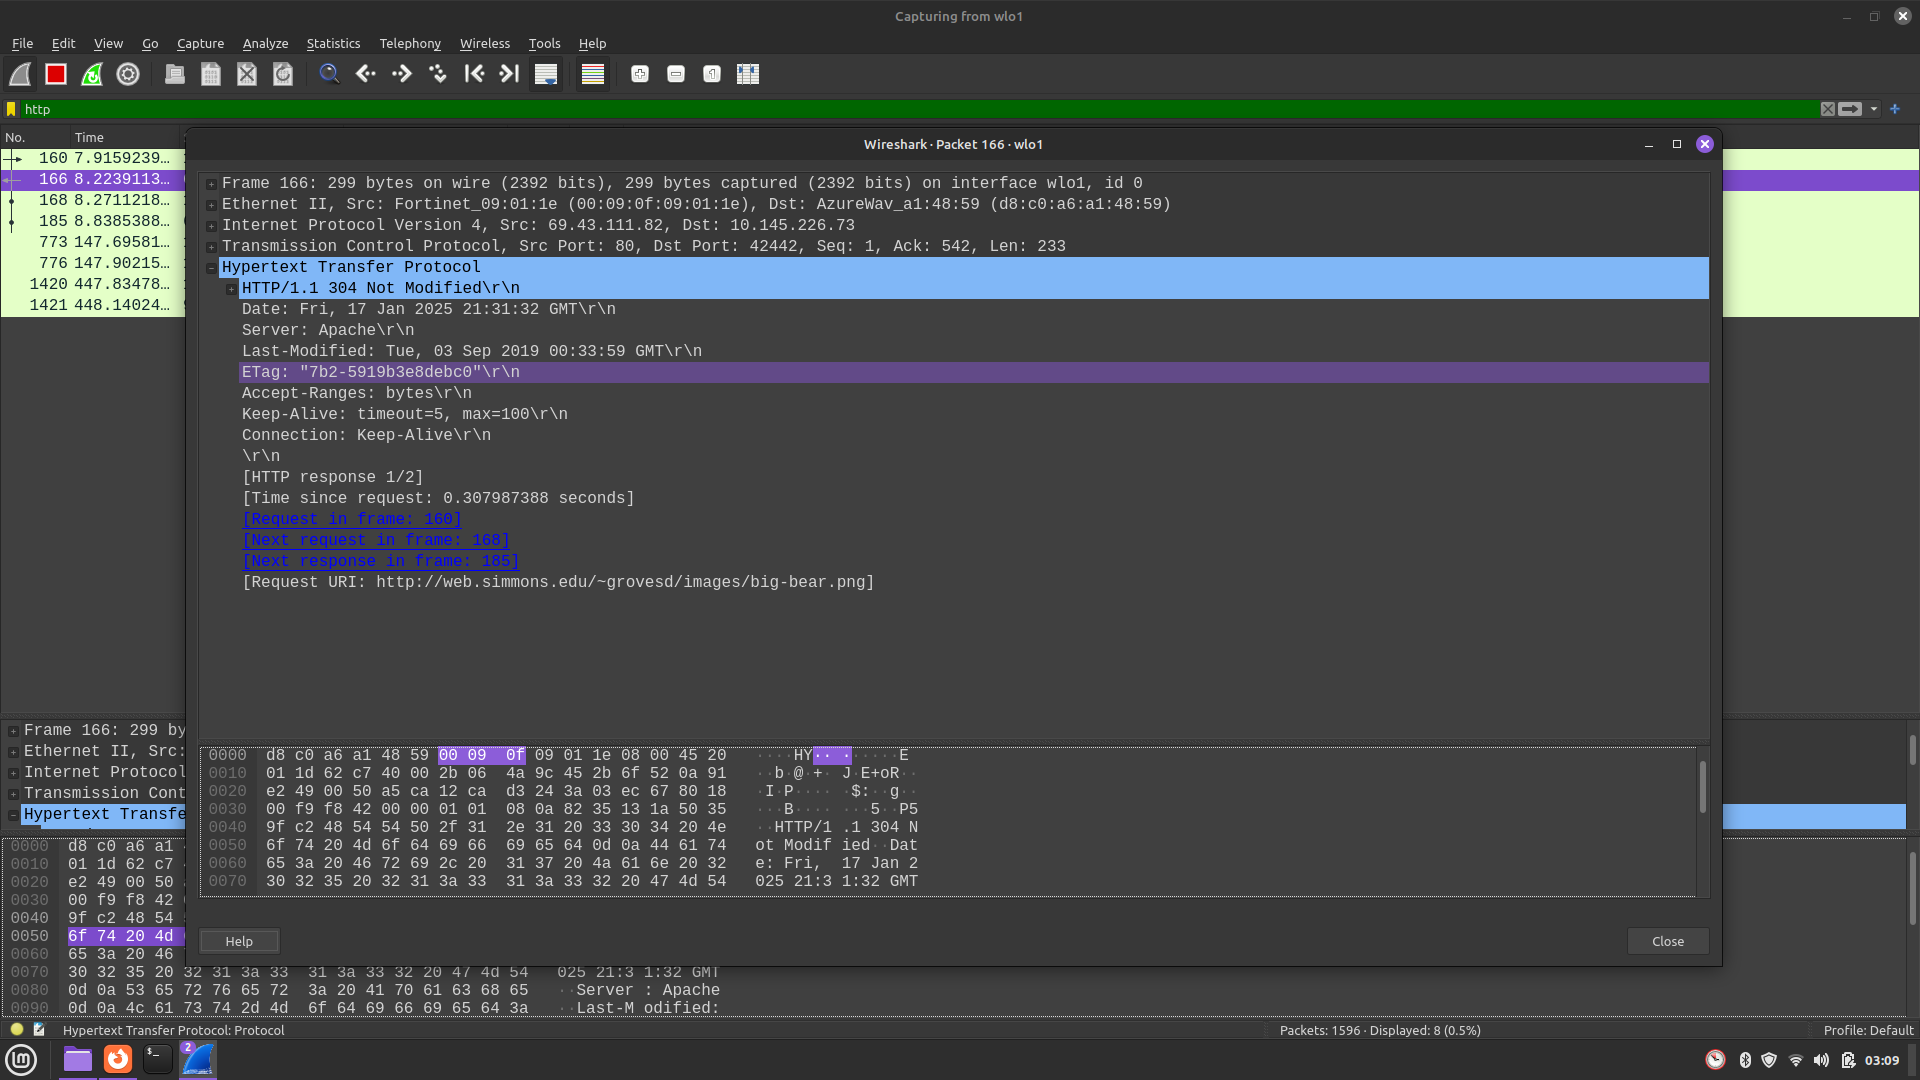 Capturing from wlo1
File Edit View Go Capture Analyze Statistics Telephony Wireless Tools Help
http
No. Time
160 7.9159239…
166 8.2239113…
168 8.2711218…
185 8.8385388…
773 147.69581…
776 147.90215…
1420 447.83478…
1421 448.14024…
Wireshark · Packet 166 · wlo1
Frame 166: 299 bytes on wire (2392 bits), 299 bytes captured (2392 bits) on interface wlo1, id 0
Ethernet II, Src: Fortinet_09:01:1e (00:09:0f:09:01:1e), Dst: AzureWav_a1:48:59 (d8:c0:a6:a1:48:59)
Internet Protocol Version 4, Src: 69.43.111.82, Dst: 10.145.226.73
Transmission Control Protocol, Src Port: 80, Dst Port: 42442, Seq: 1, Ack: 542, Len: 233
Hypertext Transfer Protocol
HTTP/1.1 304 Not Modified\r\n
Date: Fri, 17 Jan 2025 21:31:32 GMT\r\n
Server: Apache\r\n
Last-Modified: Tue, 03 Sep 2019 00:33:59 GMT\r\n
ETag: "7b2-5919b3e8debc0"\r\n
Accept-Ranges: bytes\r\n
Keep-Alive: timeout=5, max=100\r\n
Connection: Keep-Alive\r\n
\r\n
[HTTP response 1/2]
[Time since request: 0.307987388 seconds]
[Request in frame: 160]
[Next request in frame: 168]
[Next response in frame: 185]
[Request URI: http://web.simmons.edu/~grovesd/images/big-bear.png]
0000 d8 c0 a6 a1 48 59 00 09 0f 09 01 1e 08 00 45 20 ····HY·· ······E
0010 01 1d 62 c7 40 00 2b 06 4a 9c 45 2b 6f 52 0a 91 ··b·@·+· J·E+oR··
0020 e2 49 00 50 a5 ca 12 ca d3 24 3a 03 ec 67 80 18 ·I·P···· ·$:··g··
0030 00 f9 f8 42 00 00 01 01 08 0a 82 35 13 1a 50 35 ···B···· ···5··P5
0040 9f c2 48 54 54 50 2f 31 2e 31 20 33 30 34 20 4e ··HTTP/1 .1 304 N
0050 6f 74 20 4d 6f 64 69 66 69 65 64 0d 0a 44 61 74 ot Modif ied··Dat
0060 65 3a 20 46 72 69 2c 20 31 37 20 4a 61 6e 20 32 e: Fri,  17 Jan 2
0070 30 32 35 20 32 31 3a 33 31 3a 33 32 20 47 4d 54 025 21:3 1:32 GMT
Help Close
Frame 166: 299 by
Ethernet II, Src:
Internet Protocol
Transmission Cont
Hypertext Transfe
0000 d8 c0 a6 a1
0010 01 1d 62 c7
0020 e2 49 00 50
0030 00 f9 f8 42
0040 9f c2 48 54
0050 6f 74 20 4d
0060 65 3a 20 46
0070 30 32 35 20 32 31 3a 33 31 3a 33 32 20 47 4d 54 025 21:3 1:32 GMT
0080 0d 0a 53 65 72 76 65 72 3a 20 41 70 61 63 68 65 ··Server : Apache
0090 0d 0a 4c 61 73 74 2d 4d 6f 64 69 66 69 65 64 3a ··Last-M odified:
Hypertext Transfer Protocol: Protocol Packets: 1596 · Displayed: 8 (0.5%) Profile: Default
2
03:09